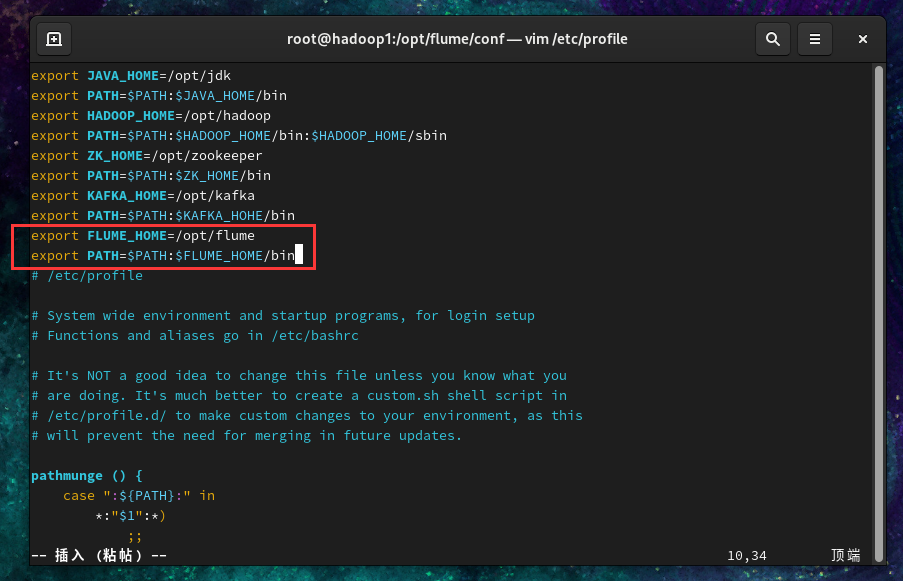 root@hadoop1:/opt/flume/conf — vim /etc/profile
export JAVA_HOME=/opt/jdk
export PATH=$PATH:$JAVA_HOME/bin
export HADOOP_HOME=/opt/hadoop
export PATH=$PATH:$HADOOP_HOME/bin:$HADOOP_HOME/sbin
export ZK_HOME=/opt/zookeeper
export PATH=$PATH:$ZK_HOME/bin
export KAFKA_HOME=/opt/kafka
export PATH=$PATH:$KAFKA_HOHE/bin
export FLUME_HOME=/opt/flume
export PATH=$PATH:$FLUME_HOME/bin
# /etc/profile

# System wide environment and startup programs, for login setup
# Functions and aliases go in /etc/bashrc

# It's NOT a good idea to change this file unless you know what you
# are doing. It's much better to create a custom.sh shell script in
# /etc/profile.d/ to make custom changes to your environment, as this
# will prevent the need for merging in future updates.

pathmunge () {
    case ":${PATH}:" in
        *:"$1":*)
            ;;
-- 插入 (粘帖) -- 10,34 顶端